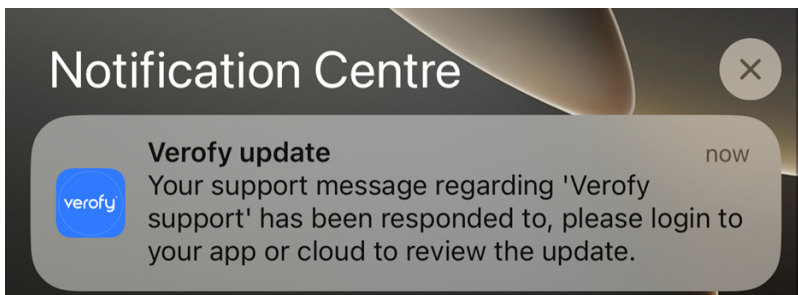 Notification Centre
Verofy update
now
verofy
Your support message regarding 'Verofy
support' has been responded to, please login to
your app or cloud to review the update.